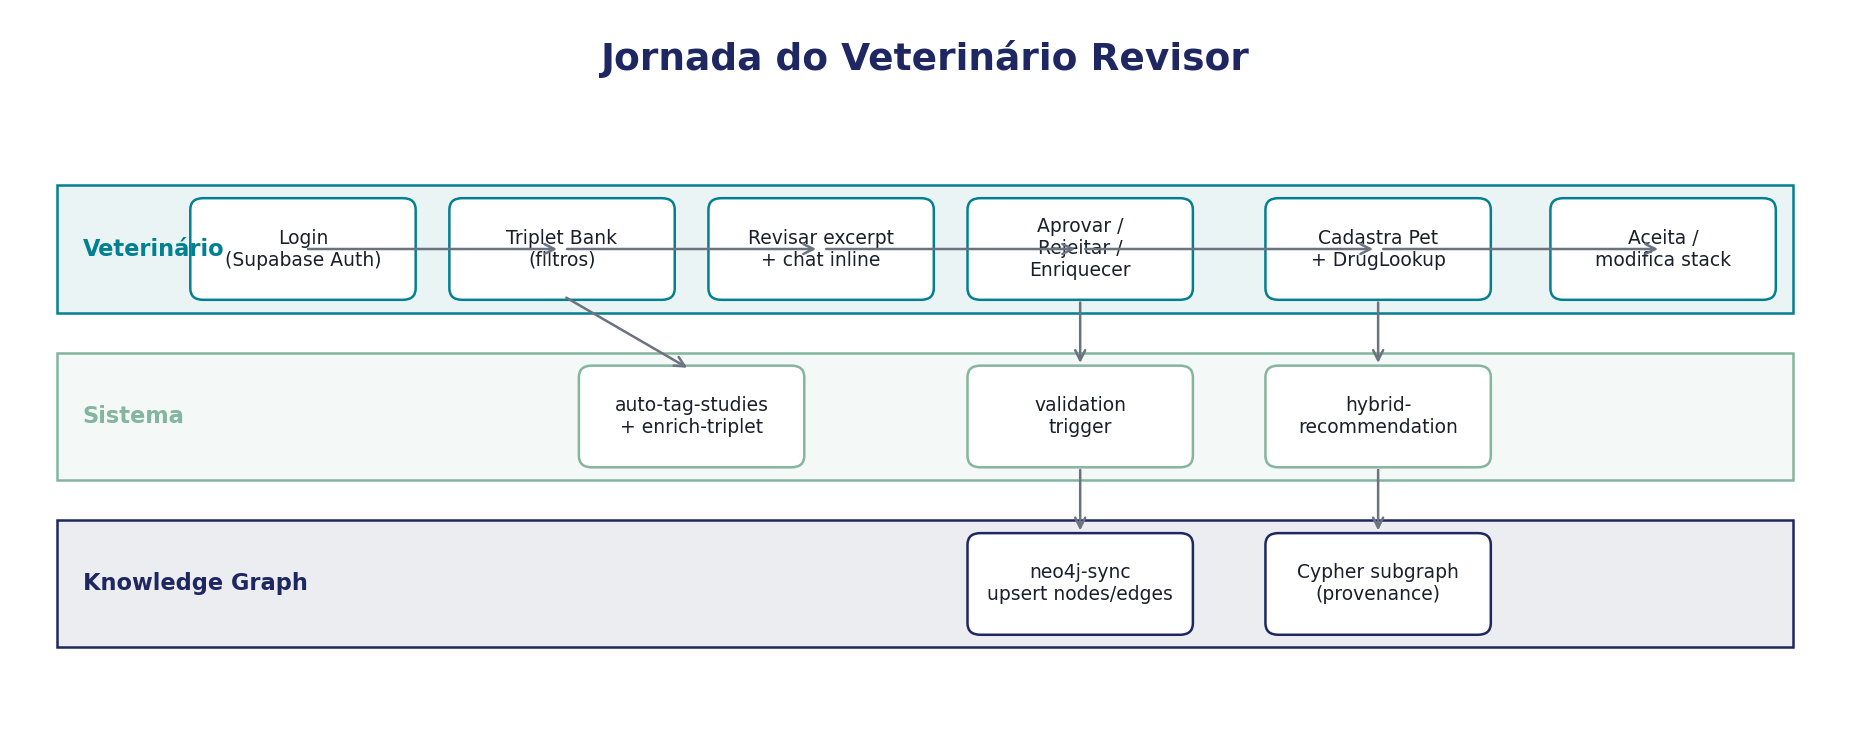 Jornada do Veterinário Revisor
Veterinário
Login
(Supabase Auth)
Triplet Bank
(filtros)
Revisar excerpt
+ chat inline
Aprovar /
Rejeitar /
Enriquecer
Cadastra Pet
+ DrugLookup
Aceita /
modifica stack
Sistema
auto-tag-studies
+ enrich-triplet
validation
trigger
hybrid-
recommendation
Knowledge Graph
neo4j-sync
upsert nodes/edges
Cypher subgraph
(provenance)